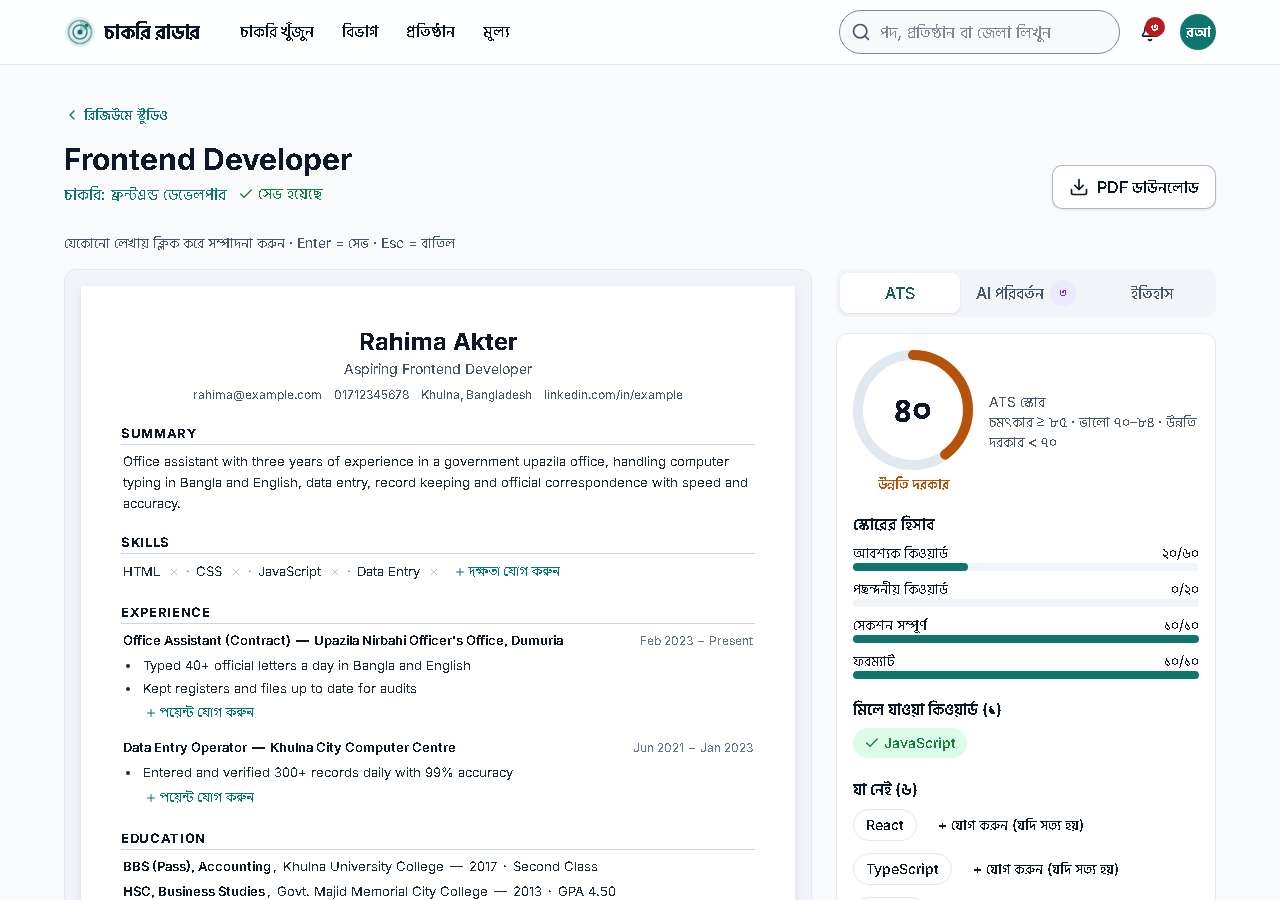 চাকরি রাডার
চাকরি খুঁজুন
বিভাগ
প্রতিষ্ঠান
মূল্য
পদ, প্রতিষ্ঠান বা জেলা লিখুন
৩
রআ
রিজিউমে স্টুডিও
Frontend Developer
চাকরি: ফ্রন্টএন্ড ডেভেলপার
সেভ হয়েছে
PDF ডাউনলোড
যেকোনো লেখায় ক্লিক করে সম্পাদনা করুন · Enter = সেভ · Esc = বাতিল
Rahima Akter
Aspiring Frontend Developer
rahima@example.com 01712345678 Khulna, Bangladesh linkedin.com/in/example
SUMMARY
Office assistant with three years of experience in a government upazila office, handling computer
typing in Bangla and English, data entry, record keeping and official correspondence with speed and
accuracy.
SKILLS
HTML × · CSS × · JavaScript × · Data Entry × + দক্ষতা যোগ করুন
EXPERIENCE
Office Assistant (Contract) — Upazila Nirbahi Officer's Office, Dumuria Feb 2023 – Present
• Typed 40+ official letters a day in Bangla and English
• Kept registers and files up to date for audits
+ পয়েন্ট যোগ করুন
Data Entry Operator — Khulna City Computer Centre Jun 2021 – Jan 2023
• Entered and verified 300+ records daily with 99% accuracy
+ পয়েন্ট যোগ করুন
EDUCATION
BBS (Pass), Accounting, Khulna University College — 2017 · Second Class
HSC, Business Studies, Govt. Majid Memorial City College — 2013 · GPA 4.50
ATS
AI পরিবর্তন ৩
ইতিহাস
৪০
উন্নতি দরকার
ATS স্কোর
চমৎকার ≥ ৮৫ · ভালো ৭০–৮৪ · উন্নতি
দরকার < ৭০
স্কোরের হিসাব
আবশ্যক কিওয়ার্ড ২০/৬০
পছন্দনীয় কিওয়ার্ড ০/২০
সেকশন সম্পূর্ণ ১০/১০
ফরম্যাট ১০/১০
মিলে যাওয়া কিওয়ার্ড (১)
JavaScript
যা নেই (৬)
React + যোগ করুন (যদি সত্য হয়)
TypeScript + যোগ করুন (যদি সত্য হয়)